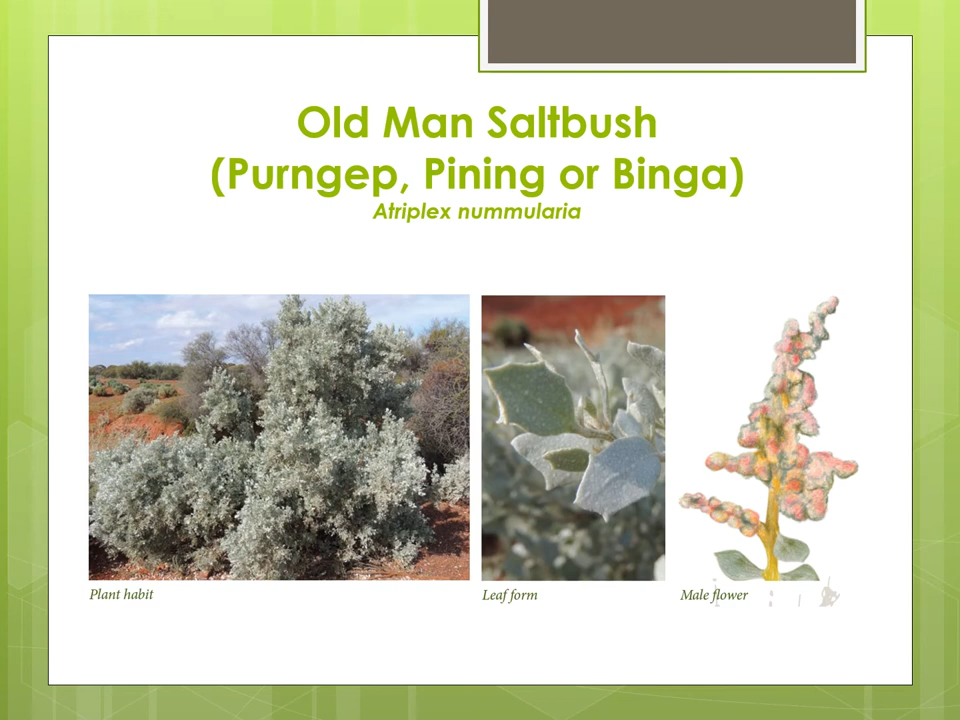 Old Man Saltbush
(Purngep, Pining or Binga)
Atriplex nummularia
Plant habit
Leaf form
Male flower